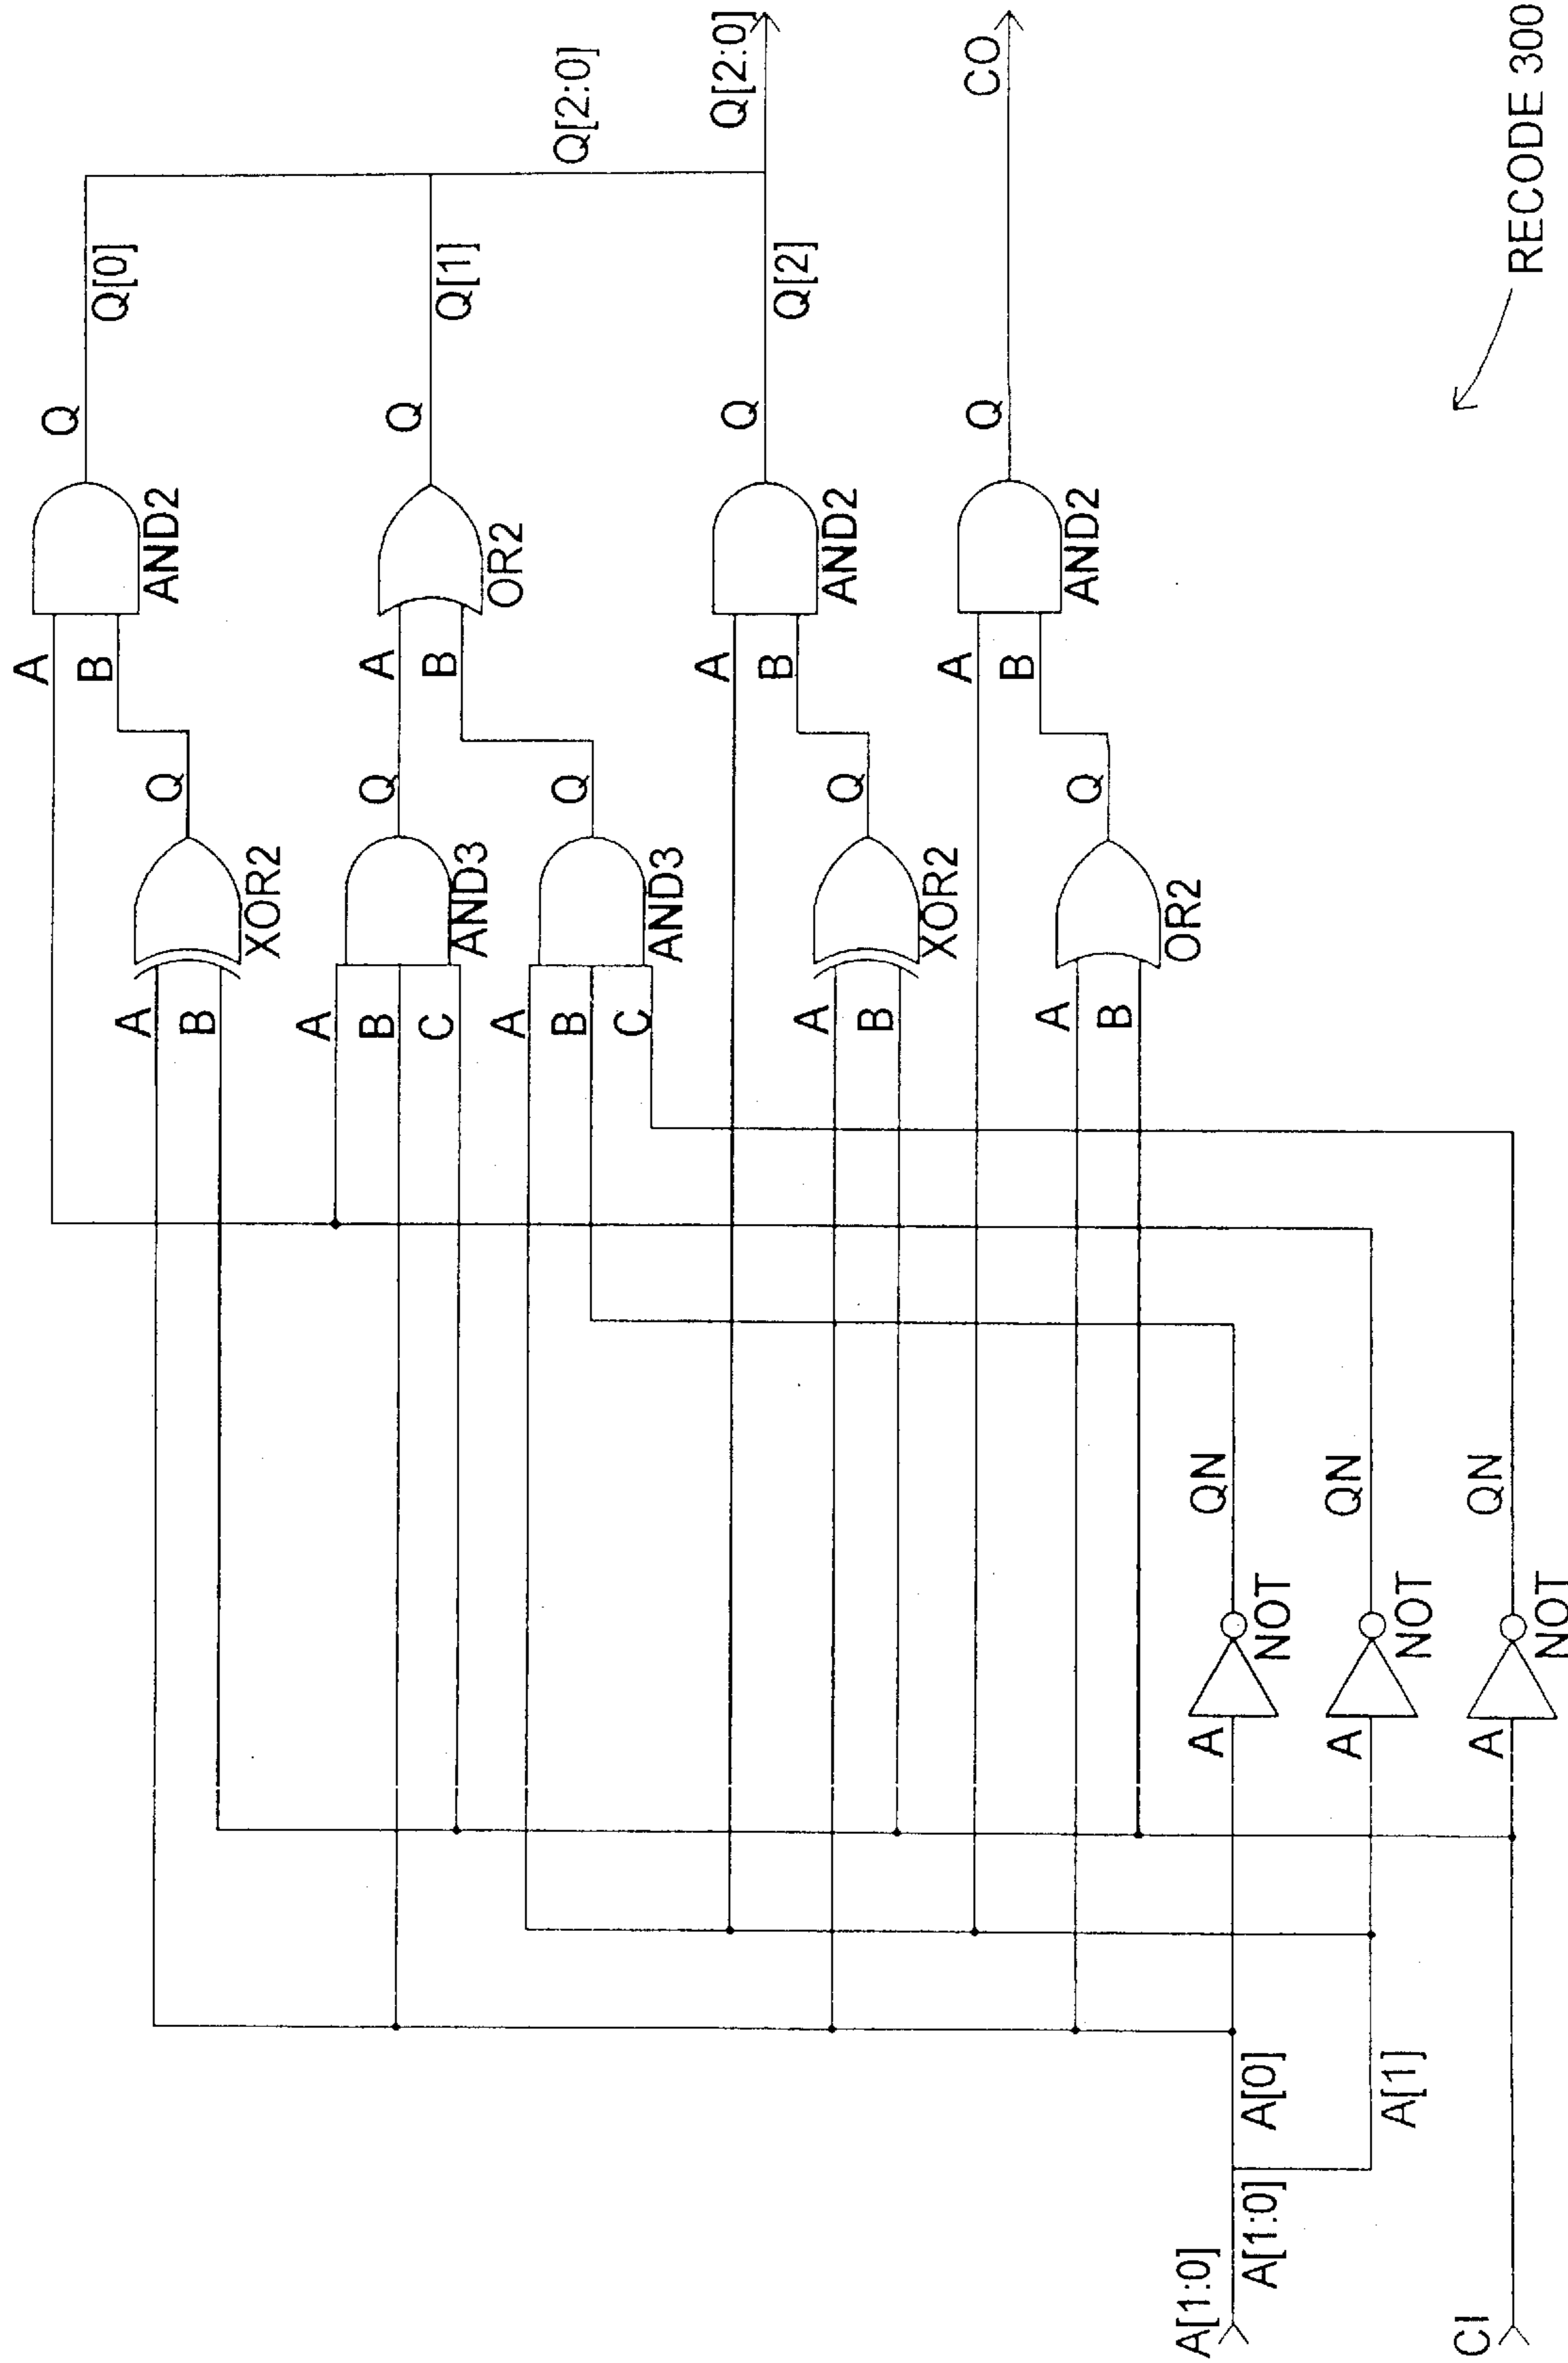 A
Q
B
Q[0]
A
Q
AND2
B
XOR2
A
B
Q
A
Q
C
B
Q[1]
AND3
A
OR2
B
Q
Q[2:0]
C
AND3
A
Q[2:0]
Q
B
Q[2]
A
Q
AND2
B
XOR2
A
Q
CO
B
A
Q
AND2
B
OR2
A[1:0]
A
QN
A[1:0]
A[0]
NOT
A
QN
A[1]
NOT
CI
A
QN
NOT
RECODE 300